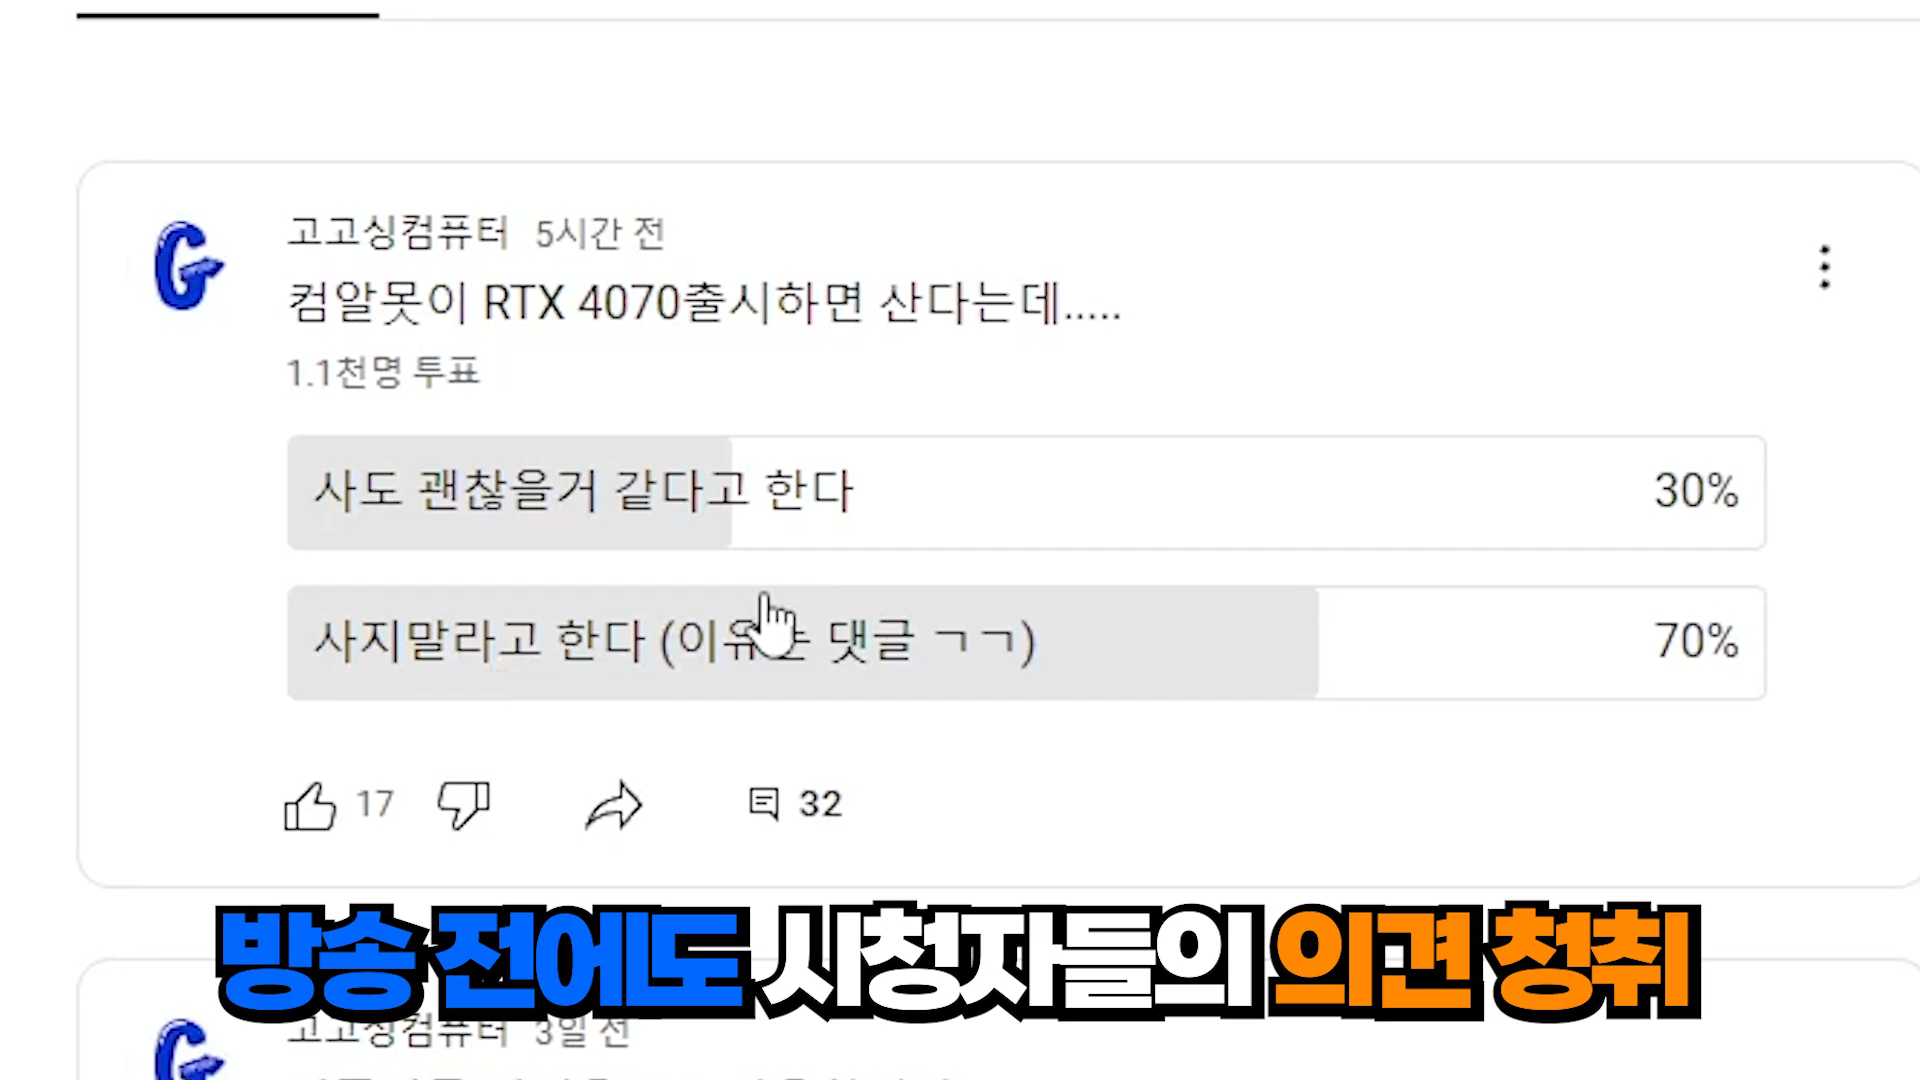 고고싱컴퓨터 5시간 전
컴알못이 RTX 4070출시하면 산다는데.....
1.1천명 투표
사도 괜찮을거 같다고 한다 30%
사지말라고 한다 (이유는 댓글 ㄱㄱ) 70%
17 32
방송 전에도 시청자들의 의견 청취
고고싱컴퓨터 3일 전